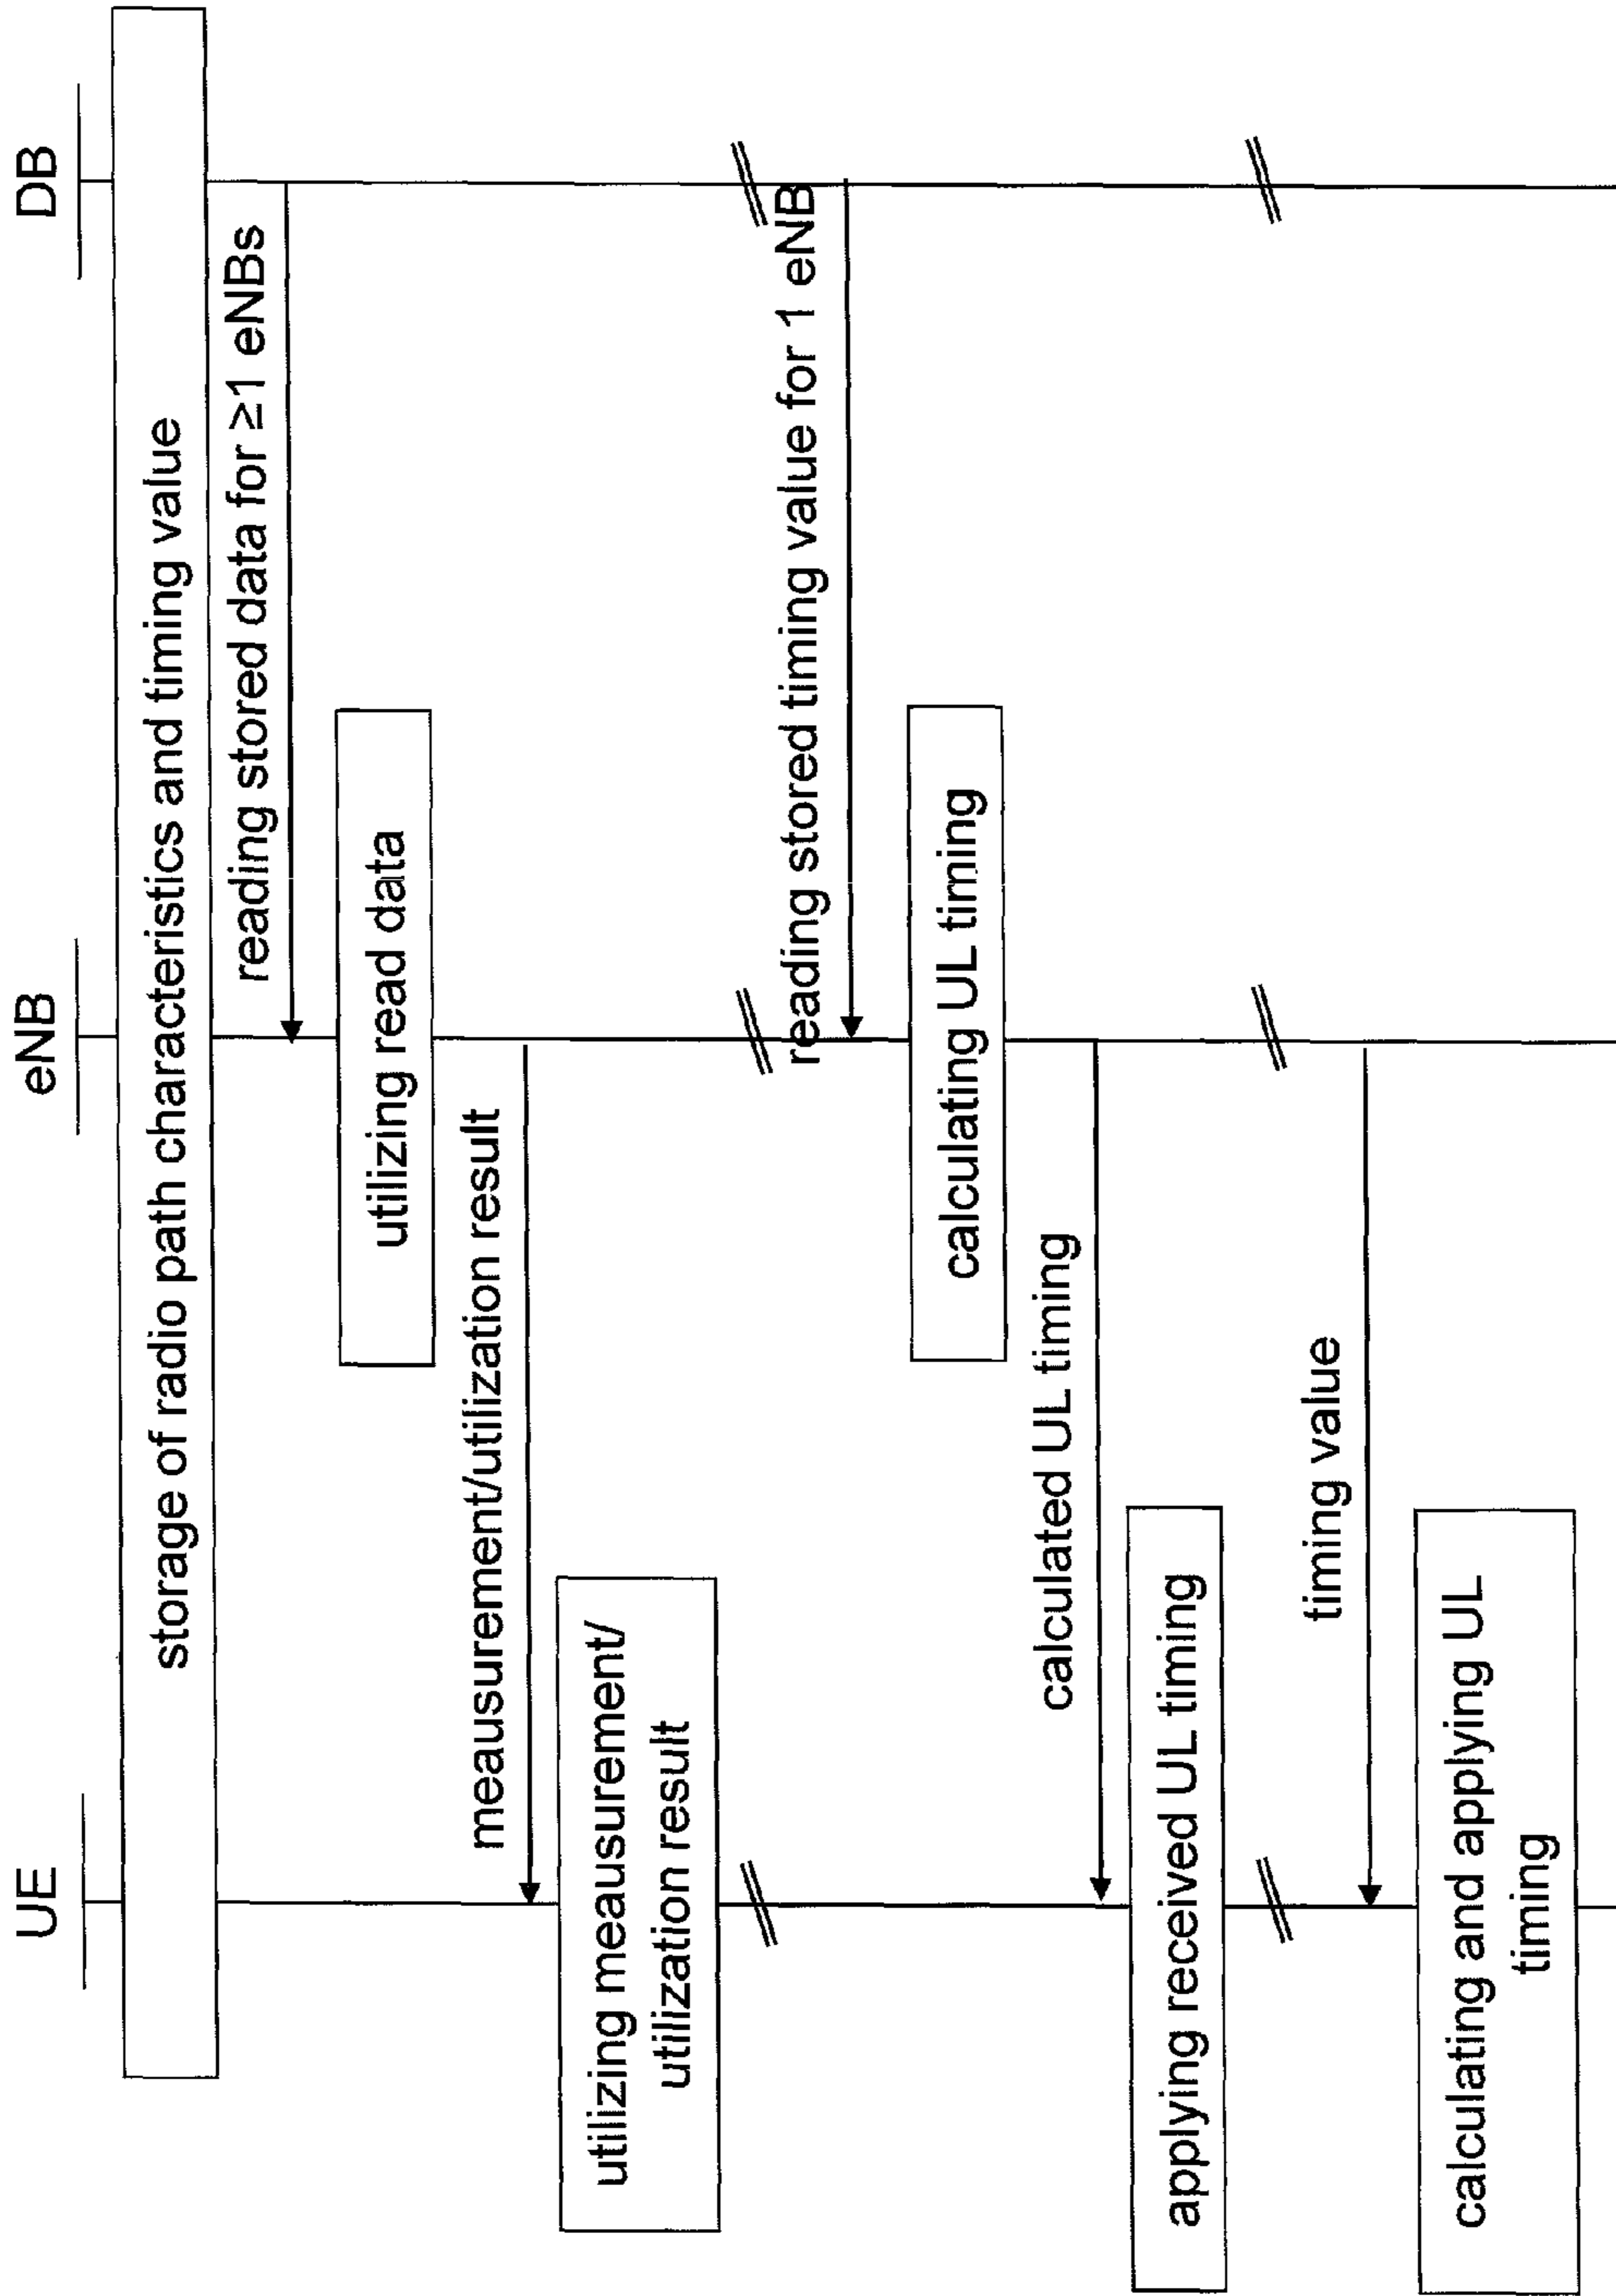 UE
eNB
DB
storage of radio path characteristics and timing value
reading stored data for ≥1 eNBs
utilizing read data
meausurement/utilization result
utilizing meausurement/
utilization result
reading stored timing value for 1 eNB
calculating UL timing
calculated UL timing
applying received UL timing
timing value
calculating and applying UL
timing